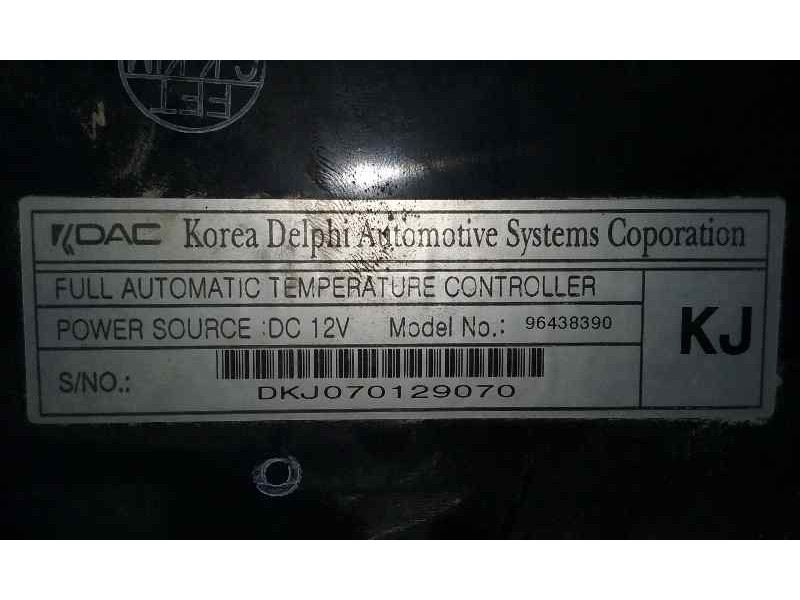 KDAC Korea Delphi Automotive Systems Coporation
FULL AUTOMATIC TEMPERATURE CONTROLLER
POWER SOURCE :DC 12V Model No.: 96438390
KJ
S/NO.:
DKJ070129070